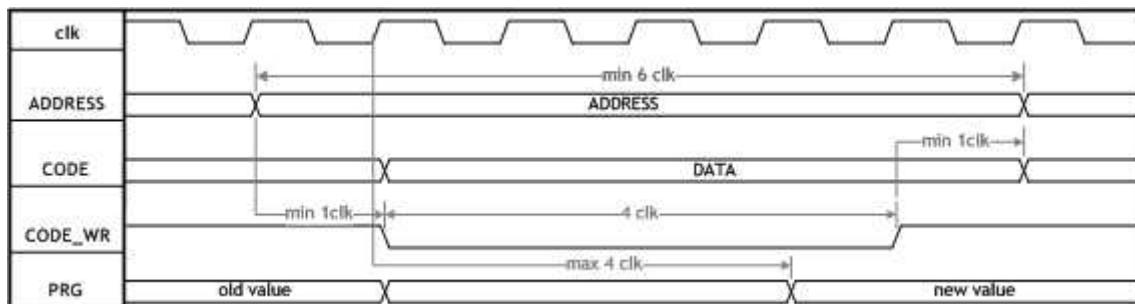 clk
min 6 clk
ADDRESS ADDRESS
min 1clk
CODE DATA
min 1clk 4 clk
CODE_WR
max 4 clk
PRG old value new value